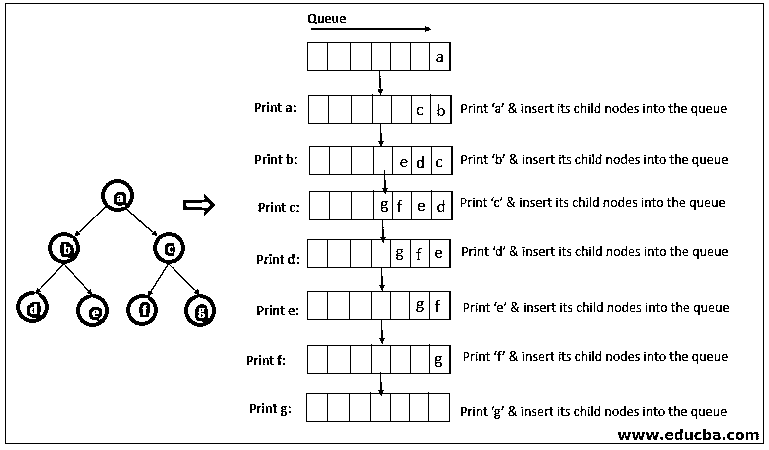 Queue
a
Print a: c b Print 'a' & insert its child nodes into the queue
Print b: e d c Print 'b' & insert its child nodes into the queue
Print c: g f e d Print 'c' & insert its child nodes into the queue
Print d: g f e Print 'd' & insert its child nodes into the queue
Print e: g f Print 'e' & insert its child nodes into the queue
Print f: g Print 'f' & insert its child nodes into the queue
Print g: Print 'g' & insert its child nodes into the queue
a
b c
d e f g
www.educba.com